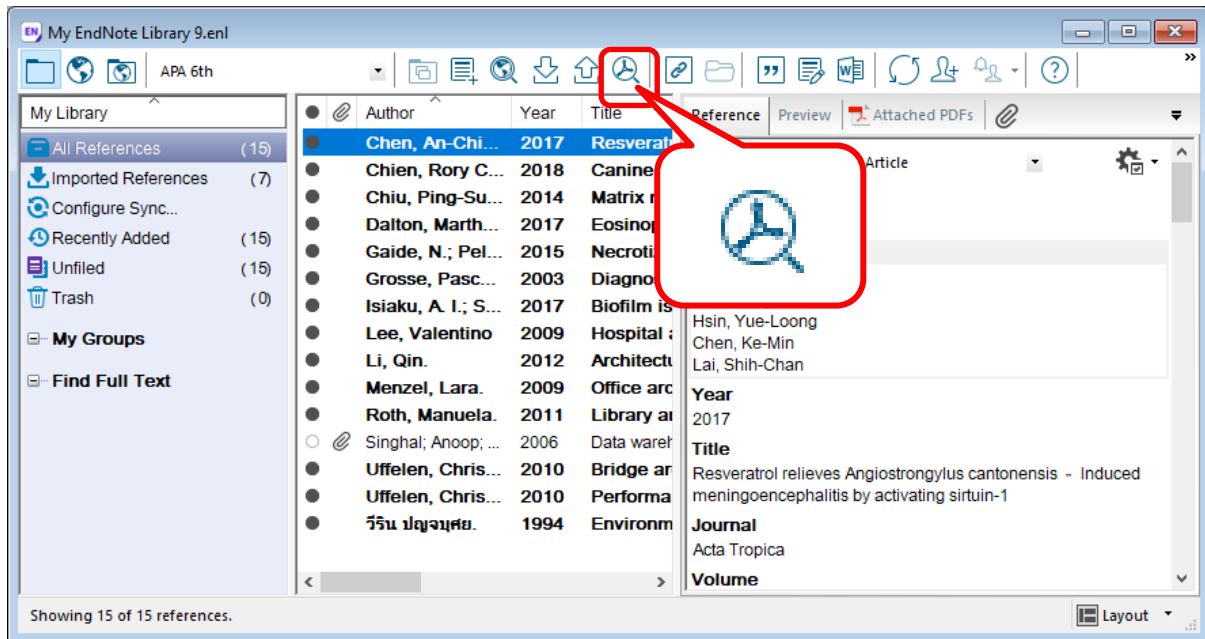 EN My EndNote Library 9.enl
APA 6th
My Library
All References (15)
Imported References (7)
Configure Sync...
Recently Added (15)
Unfiled (15)
Trash (0)
My Groups
Find Full Text
Author Year Title
Chen, An-Chi... 2017 Resverat
Chien, Rory C... 2018 Canine
Chiu, Ping-Su... 2014 Matrix
Dalton, Marth... 2017 Eosino
Gaide, N.; Pel... 2015 Necroti
Grosse, Pasc... 2003 Diagno
Isiaku, A. I.; S... 2017 Biofilm is
Lee, Valentino 2009 Hospital
Li, Qin. 2012 Architectu
Menzel, Lara. 2009 Office arc
Roth, Manuela. 2011 Library ar
Singhal; Anoop; ... 2006 Data wareh
Uffelen, Chris... 2010 Bridge ar
Uffelen, Chris... 2010 Performa
วีริน ปญจบุศย. 1994 Environm
Reference Preview Attached PDFs
Article
Hsin, Yue-Loong
Chen, Ke-Min
Lai, Shih-Chan
Year
2017
Title
Resveratrol relieves Angiostrongylus cantonensis - Induced
meningoencephalitis by activating sirtuin-1
Journal
Acta Tropica
Volume
Showing 15 of 15 references.
Layout